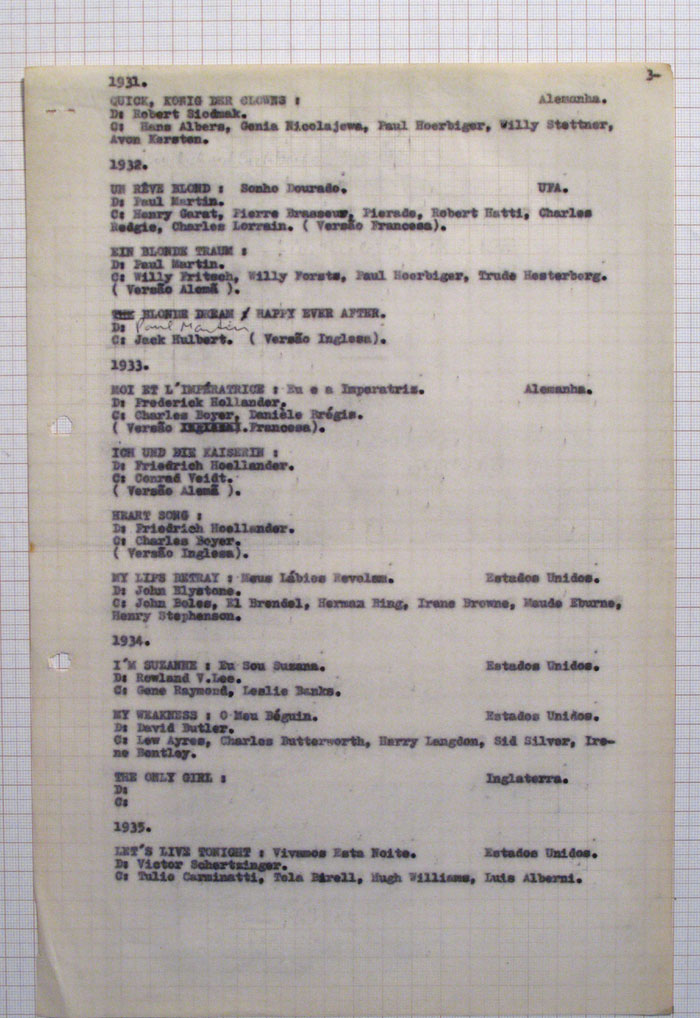 3-
1931.
QUICK, KONIG DER CLOWNS : Alemanha.
D: Robert Siodmak.
C: Hans Albers, Genia Nicolajewa, Paul Hoerbiger, Willy Stettner,
Avon Karsten.
1932.
UN RÊVE BLOND : Sonho Dourado. UFA.
D: Paul Martin.
C: Henry Garat, Pierre Brasseur, Pierade, Robert Hatti, Charles
Redgis, Charles Lorrain. ( Versão Francesa).
EIN BLONDE TRAUM :
D: Paul Martin.
C: Willy Fritsch, Willy Forsts, Paul Hoerbiger, Trude Hesterberg.
( Versão Alemã ).
THE BLONDE DREAM / HAPPY EVER AFTER.
D: Paul Martin
C: Jack Hulbert. ( Versão Inglesa).
1933.
MOI ET L'IMPÉRATRICE : Eu e a Imperatriz. Alemanha.
D: Frederick Hollander.
C: Charles Boyer, Danièle Brégis.
( Versão .Francesa).
ICH UND DIE KAISERIN :
D: Friedrich Hoellander.
C: Conrad Veidt.
( Versão Alemã ).
HEART SONG :
D: Friedrich Hoellander.
C: Charles Boyer.
( Versão Inglesa).
MY LIPS BETRAY : Meus Lábios Revelam. Estados Unidos.
D: John Blystone.
C: John Boles, El Brendel, Herman Bing, Irene Browne, Maude Eburne,
Henry Stephenson.
1934.
I'M SUZANNE : Eu Sou Suzana. Estados Unidos.
D: Rowland V.Lee.
C: Gene Raymond, Leslie Banks.
MY WEAKNESS : O Meu Béguin. Estados Unidos.
D: David Butler.
C: Lew Ayres, Charles Butterworth, Harry Langdon, Sid Silver, Ire-
ne Bentley.
THE ONLY GIRL : Inglaterra.
D:
C:
1935.
LET'S LIVE TONIGHT : Vivamos Esta Noite. Estados Unidos.
D: Victor Schertzinger.
C: Tulio Carminatti, Tela Birell, Hugh Williams, Luis Alberni.